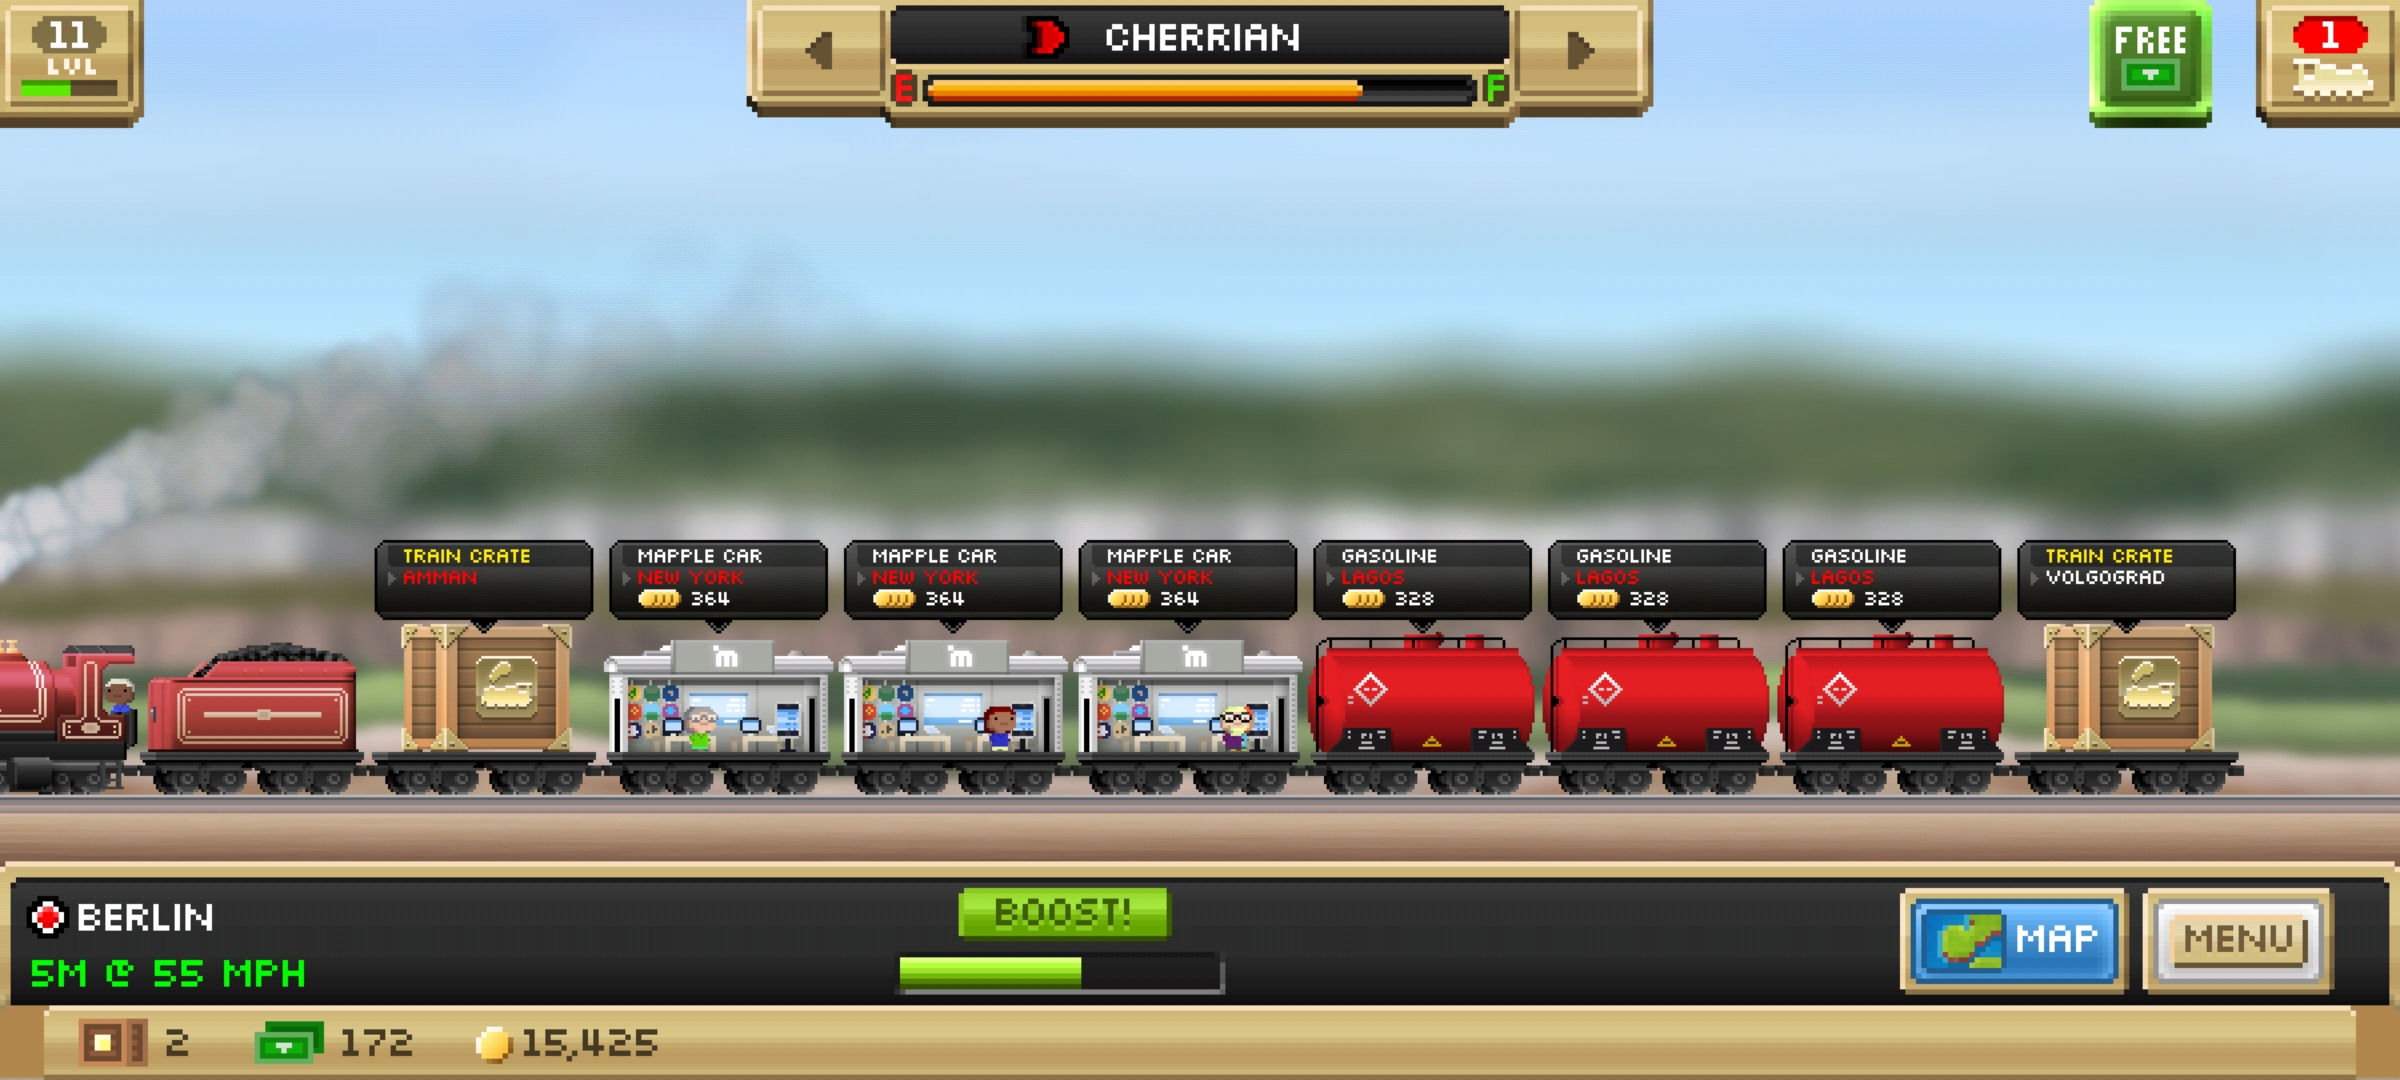 11
LVL
CHERRIAN
E F
FREE
1
TRAIN CRATE
AMMAN
MAPPLE CAR
NEW YORK
364
MAPPLE CAR
NEW YORK
364
MAPPLE CAR
NEW YORK
364
GASOLINE
LAGOS
328
GASOLINE
LAGOS
328
GASOLINE
LAGOS
328
TRAIN CRATE
VOLGOGRAD
m
m
m
BERLIN
5M @ 55 MPH
BOOST!
MAP
MENU
2
172
15,425